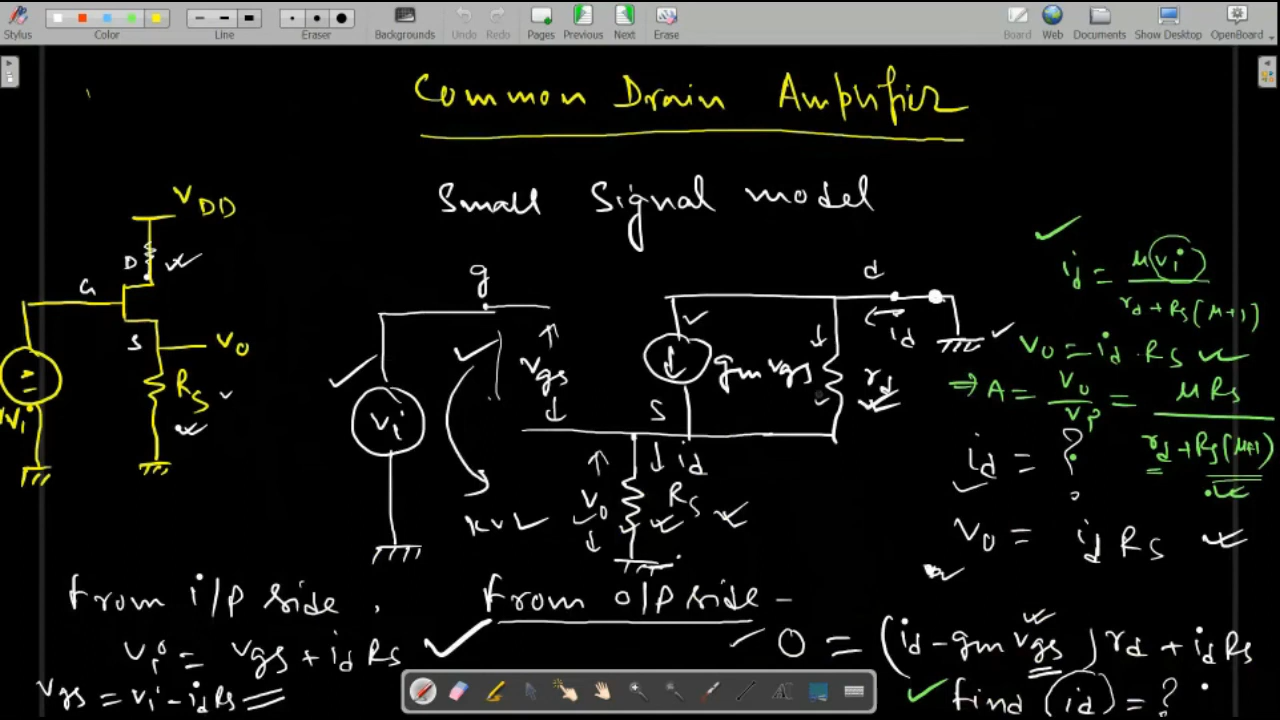 Stylus
Color
Line
Eraser
Backgrounds
Undo
Redo
Pages
Previous
Next
Erase
Board
Web
Documents
Show Desktop
OpenBoard
Common Drain Amplifier
Small Signal model
VDD
D
G
S
Vo
Rs
Vi
g
Vgs
Vi
KVL
d
id
gm Vgs
rd
S
id
Vo
Rs
id = μ Vi / rd + Rs (μ+1)
Vo = id . Rs
⇒ A = Vo / Vi = μ Rs / rd + Rs (μ+1)
id = ?
Vo = id Rs
From i/p side ,
Vi = Vgs + id Rs
Vgs = Vi - id Rs
From o/p side -
0 = (id - gm Vgs) rd + id Rs
find (id) = ?